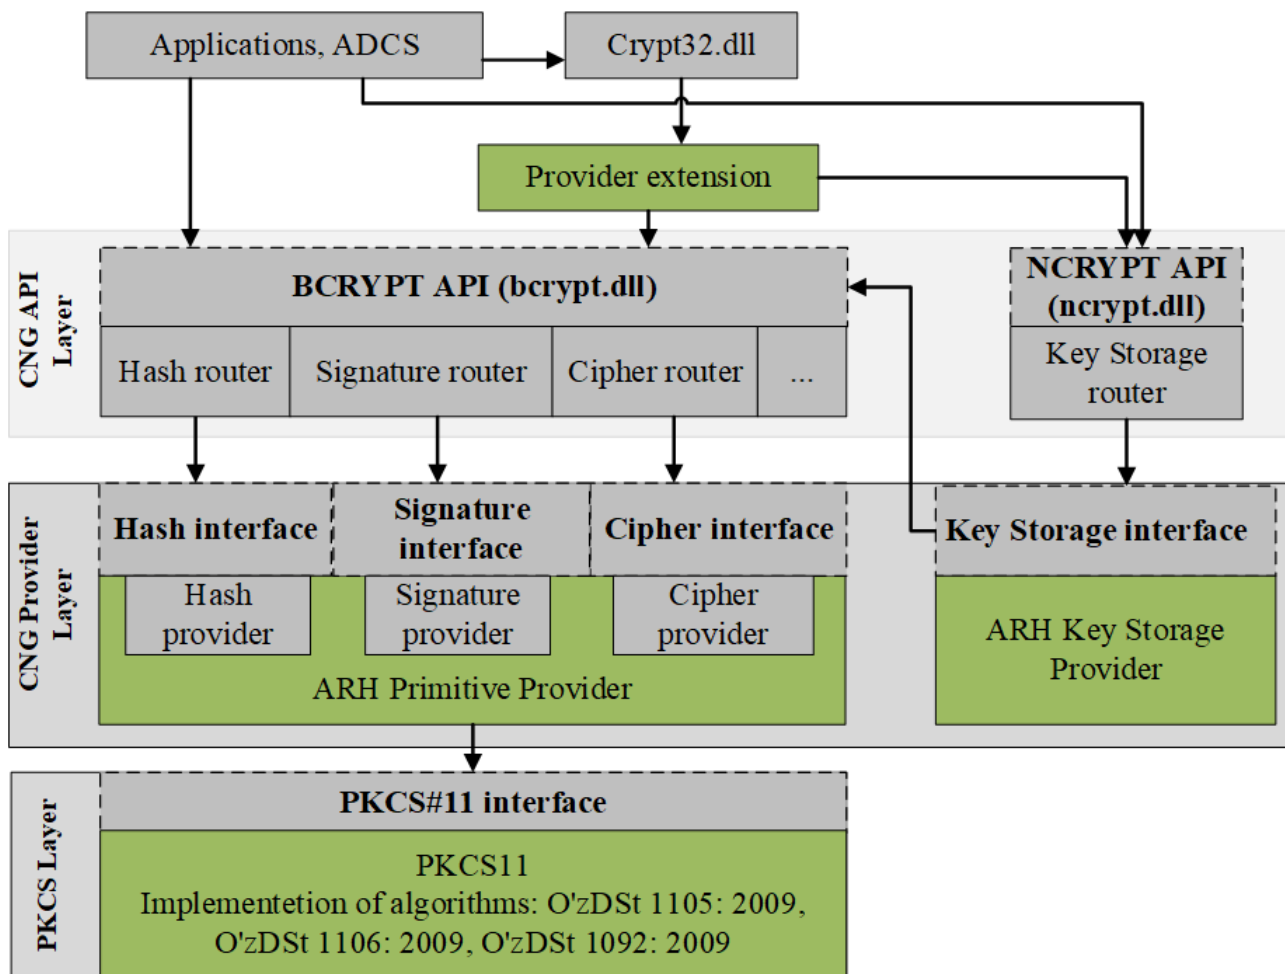 Applications, ADCS
Crypt32.dll
Provider extension
CNG API
Layer
BCRYPT API (bcrypt.dll)
NCRYPT API
(ncrypt.dll)
Hash router
Signature router
Cipher router
...
Key Storage
router
CNG Provider
Layer
Hash interface
Signature
interface
Cipher interface
Key Storage interface
Hash
provider
Signature
provider
Cipher
provider
ARH Primitive Provider
ARH Key Storage
Provider
PKCS Layer
PKCS#11 interface
PKCS11
Implementetion of algorithms: O'zDSt 1105: 2009,
O'zDSt 1106: 2009, O'zDSt 1092: 2009